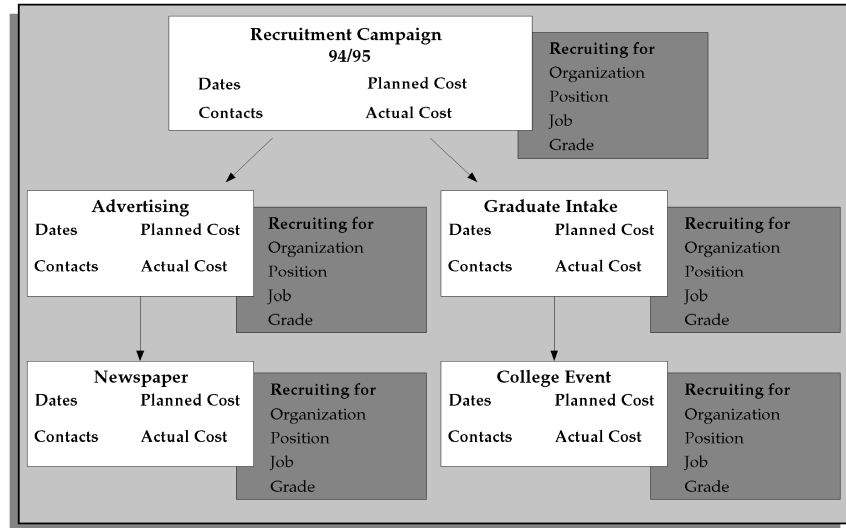 Recruitment Campaign
94/95
Dates Planned Cost
Contacts Actual Cost
Recruiting for
Organization
Position
Job
Grade
Advertising
Dates Planned Cost
Contacts Actual Cost
Recruiting for
Organization
Position
Job
Grade
Graduate Intake
Dates Planned Cost
Contacts Actual Cost
Recruiting for
Organization
Position
Job
Grade
Newspaper
Dates Planned Cost
Contacts Actual Cost
Recruiting for
Organization
Position
Job
Grade
College Event
Dates Planned Cost
Contacts Actual Cost
Recruiting for
Organization
Position
Job
Grade